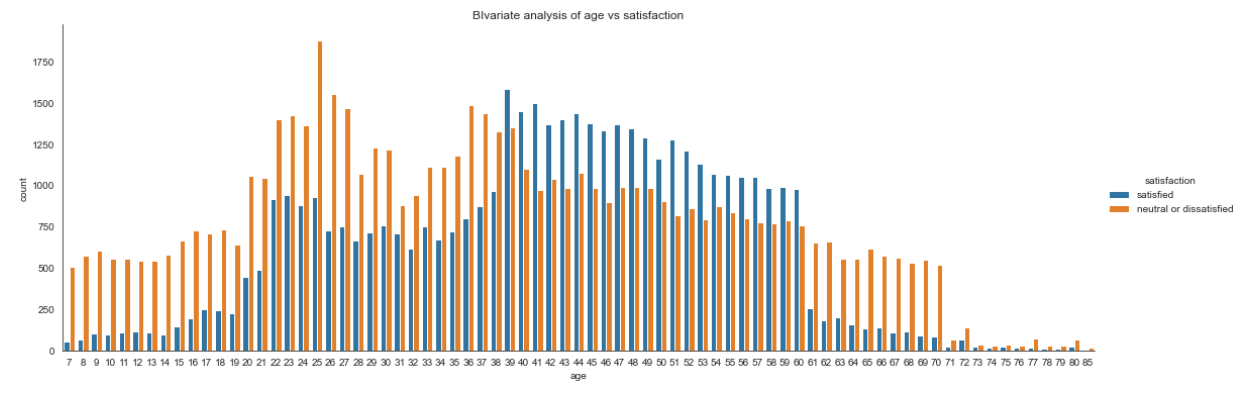 BIvariate analysis of age vs satisfaction
1750
1500
1250
1000
750
500
250
0
count
7 8 9 10 11 12 13 14 15 16 17 18 19 20 21 22 23 24 25 26 27 28 29 30 31 32 33 34 35 36 37 38 39 40 41 42 43 44 45 46 47 48 49 50 51 52 53 54 55 56 57 58 59 60 61 62 63 64 65 66 67 68 69 70 71 72 73 74 75 76 77 78 79 80 85
age
satisfaction
satisfied
neutral or dissatisfied